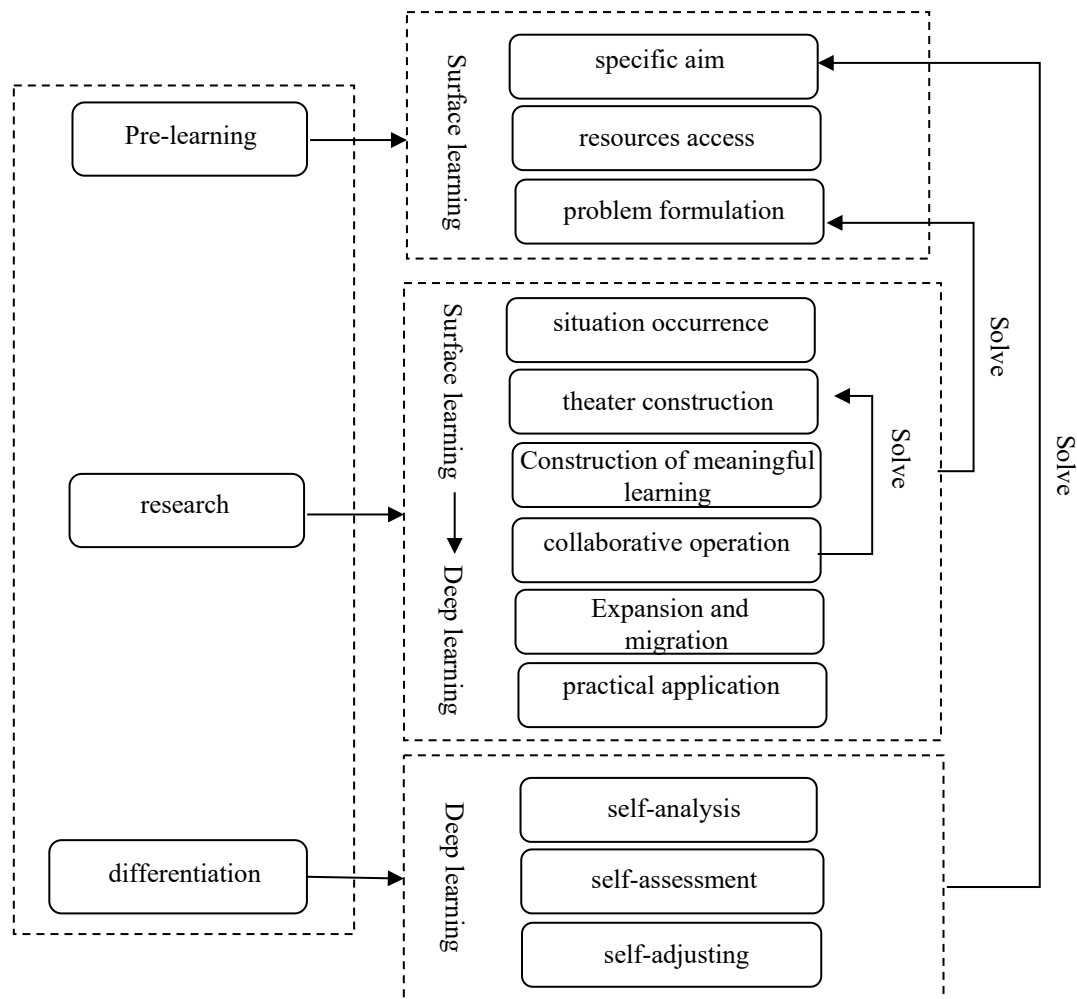 Pre-learning
Surface learning
specific aim
resources access
problem formulation
research
Surface learning
Deep learning
situation occurrence
theater construction
Construction of meaningful
learning
collaborative operation
Expansion and
migration
practical application
Solve
Solve
Solve
differentiation
Deep learning
self-analysis
self-assessment
self-adjusting